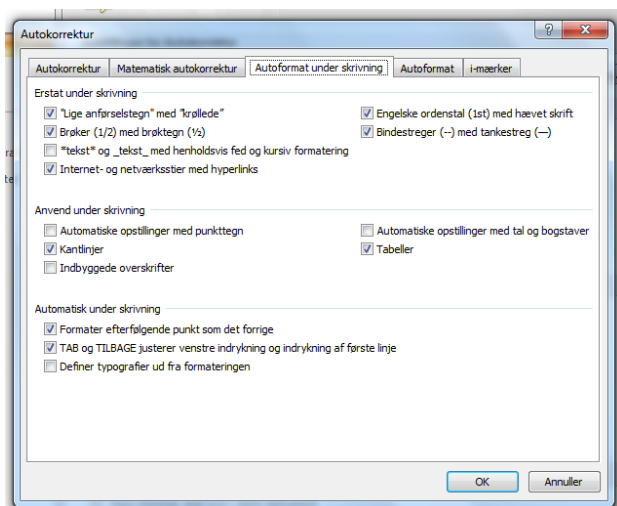 Autokorrektur
Autokorrektur Matematisk autokorrektur Autoformat under skrivning Autoformat i-mærker
Erstat under skrivning
"Lige anførselstegn" med "krøllede" Engelske ordenstal (1st) med hævet skrift
Brøker (1/2) med brøktegn (½) Bindestreger (--) med tankestreg (—)
*tekst* og _tekst_ med henholdsvis fed og kursiv formatering
Internet- og netværksstier med hyperlinks
Anvend under skrivning
Automatiske opstillinger med punkttegn Automatiske opstillinger med tal og bogstaver
Kantlinjer Tabeller
Indbyggede overskrifter
Automatisk under skrivning
Formater efterfølgende punkt som det forrige
TAB og TILBAGE justerer venstre indrykning og indrykning af første linje
Definer typografier ud fra formateringen
OK Annuller